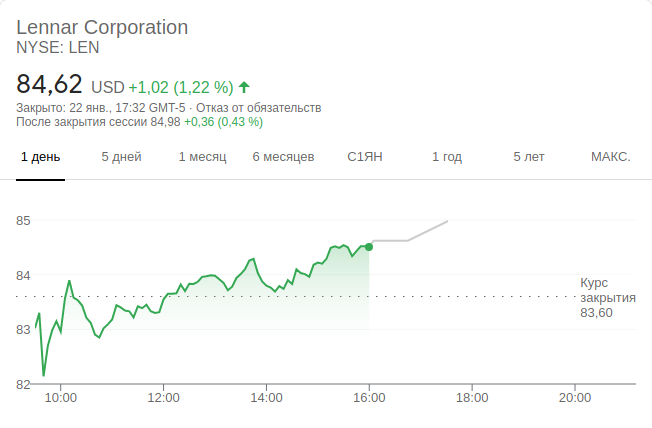 Lennar Corporation
NYSE: LEN
84,62 USD +1,02 (1,22 %)
Закрыто: 22 янв., 17:32 GMT-5 · Отказ от обязательств
После закрытия сессии 84,98 +0,36 (0,43 %)
1 день 5 дней 1 месяц 6 месяцев С1ЯН 1 год 5 лет МАКС.
85
84
Курс
закрытия
83,60
83
82
10:00 12:00 14:00 16:00 18:00 20:00